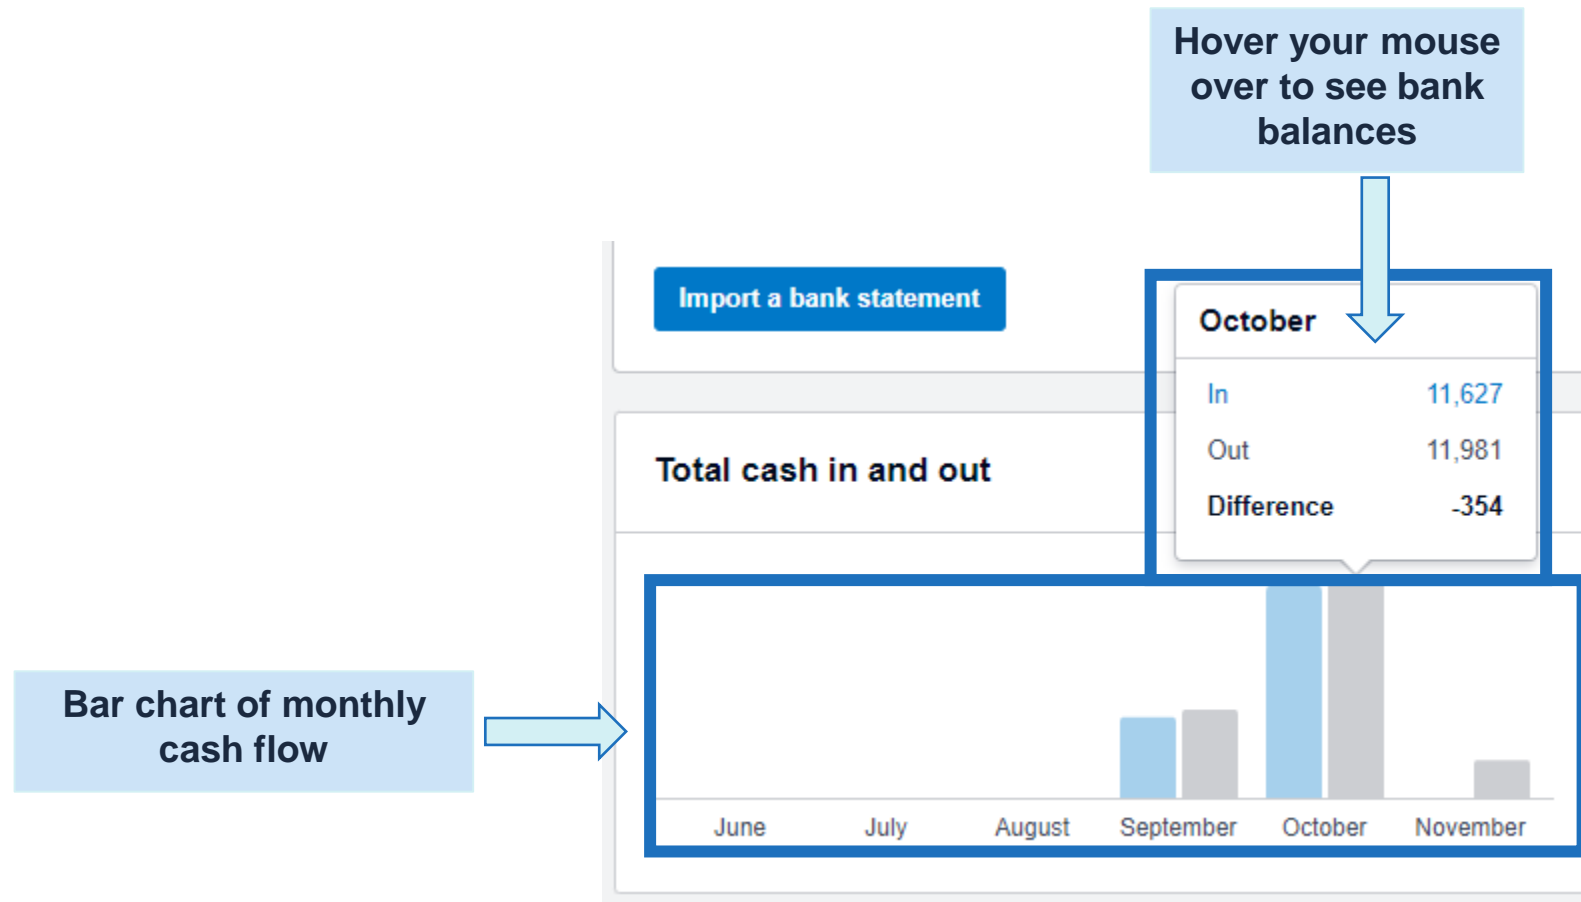 Hover your mouse
over to see bank
balances
Import a bank statement
October
In 11,627
Out 11,981
Difference -354
Total cash in and out
Bar chart of monthly
cash flow
June July August September October November